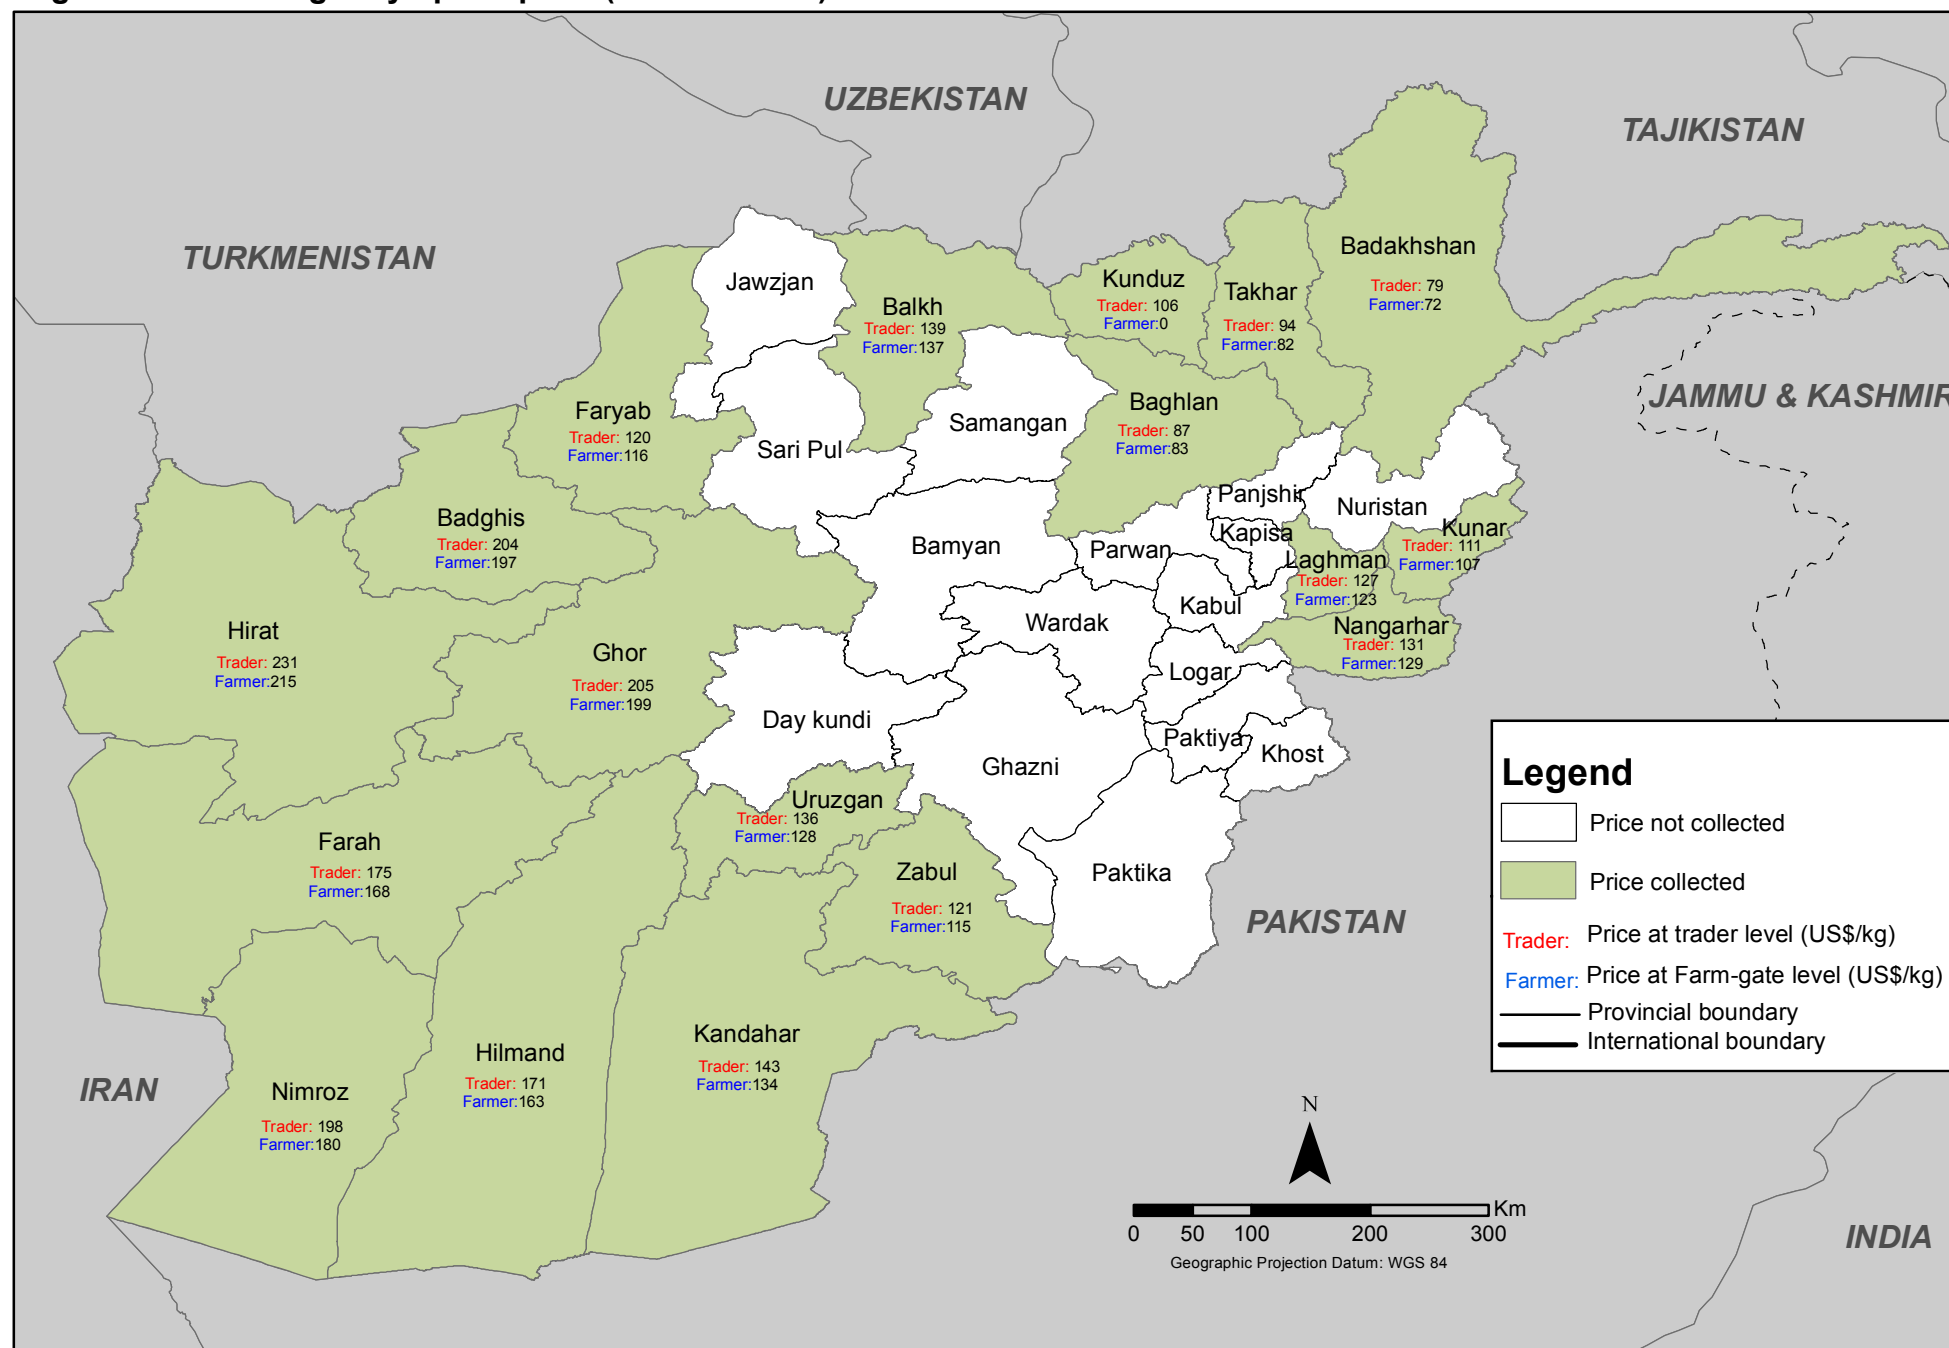 UZBEKISTAN
TAJIKISTAN
TURKMENISTAN
Badakhshan
Trader: 79
Farmer:72
Jawzjan
Balkh
Trader: 139
Farmer:137
Kunduz
Trader: 106
Farmer:0
Takhar
Trader: 94
Farmer:82
JAMMU & KASHMIR
Faryab
Trader: 120
Farmer:116
Sari Pul
Samangan
Baghlan
Trader: 87
Farmer:83
Panjshir
Nuristan
Badghis
Trader: 204
Farmer:197
Bamyan
Parwan
Kapisa
Kunar
Trader: 111
Farmer:107
Laghman
Trader: 127
Farmer:123
Hirat
Trader: 231
Farmer:215
Ghor
Trader: 205
Farmer:199
Wardak
Kabul
Nangarhar
Trader: 131
Farmer:129
Logar
Day kundi
Ghazni
Paktiya
Khost
Uruzgan
Trader: 136
Farmer:128
Farah
Trader: 175
Farmer:168
Zabul
Trader: 121
Farmer:115
Paktika
PAKISTAN
Kandahar
Trader: 143
Farmer:134
Hilmand
Trader: 171
Farmer:163
IRAN
Nimroz
Trader: 198
Farmer:180
Legend
Price not collected
Price collected
Trader: Price at trader level (US$/kg)
Farmer: Price at Farm-gate level (US$/kg)
Provincial boundary
International boundary
N
Km
0 50 100 200 300
Geographic Projection Datum: WGS 84
INDIA